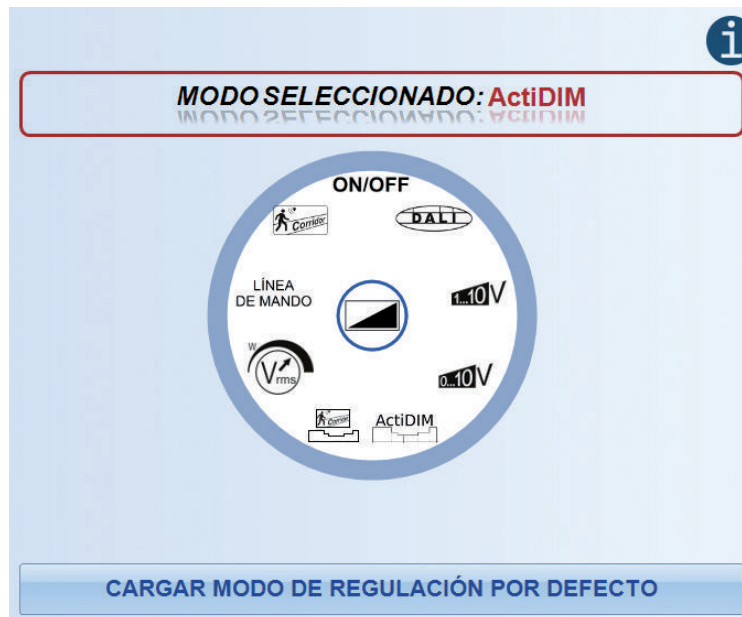 i
MODO SELECCIONADO: ActiDIM
ON/OFF
Corridor
DALI
LÍNEA
DE MANDO
1...10V
W
Vrms
0...10V
Corridor
ActiDIM
CARGAR MODO DE REGULACIÓN POR DEFECTO